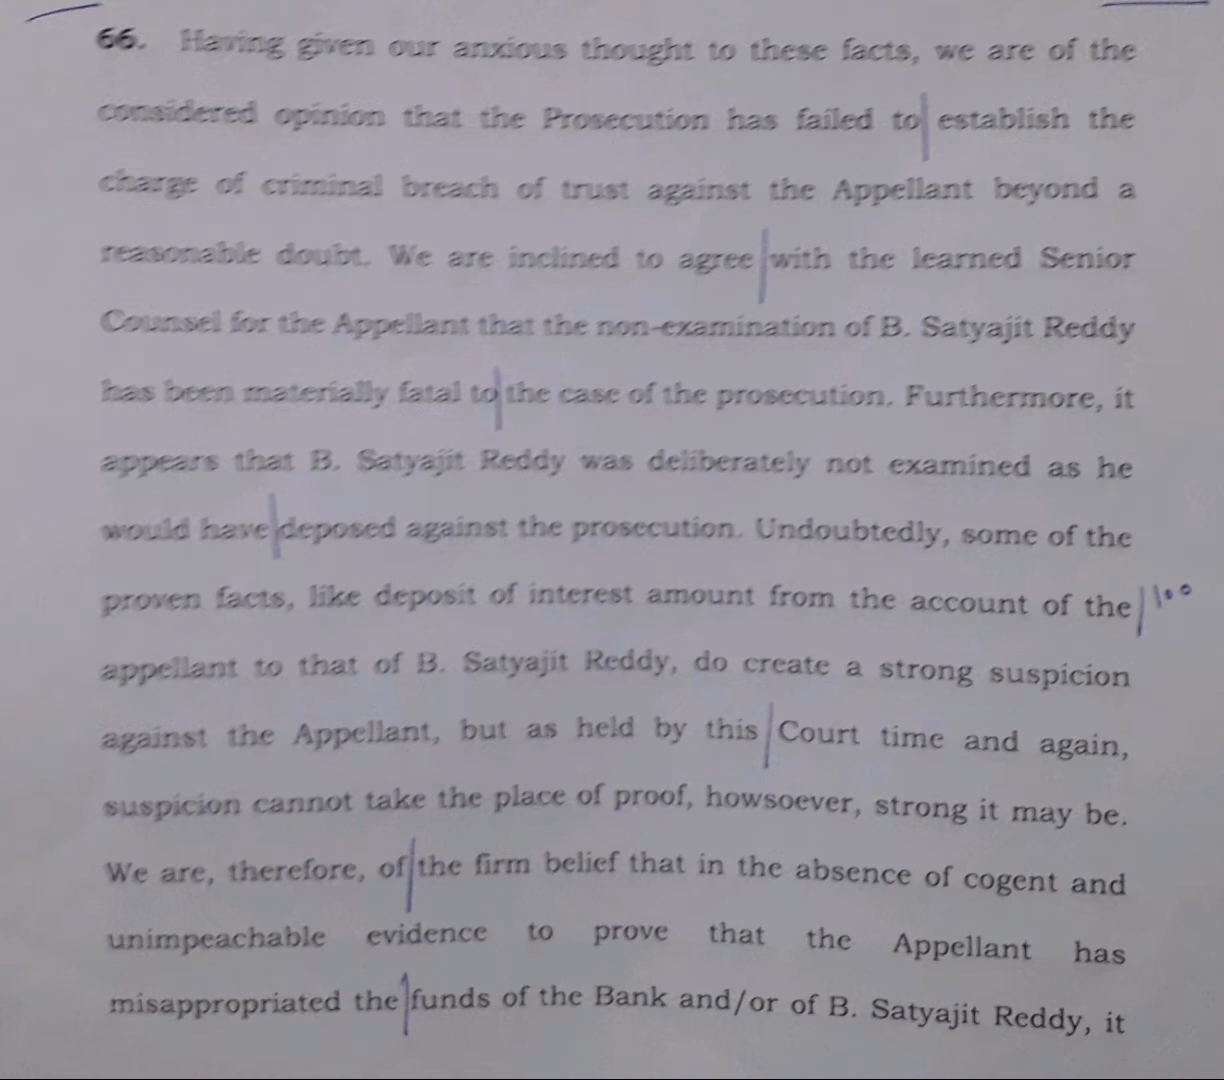 66. Having given our anxious thought to these facts, we are of the
considered opinion that the Prosecution has failed to establish the
charge of criminal breach of trust against the Appellant beyond a
reasonable doubt. We are inclined to agree with the learned Senior
Counsel for the Appellant that the non-examination of B. Satyajit Reddy
has been materially fatal to the case of the prosecution. Furthermore, it
appears that B. Satyajit Reddy was deliberately not examined as he
would have deposed against the prosecution. Undoubtedly, some of the
proven facts, like deposit of interest amount from the account of the 100
appellant to that of B. Satyajit Reddy, do create a strong suspicion
against the Appellant, but as held by this Court time and again,
suspicion cannot take the place of proof, howsoever, strong it may be.
We are, therefore, of the firm belief that in the absence of cogent and
unimpeachable evidence to prove that the Appellant has
misappropriated the funds of the Bank and/or of B. Satyajit Reddy, it